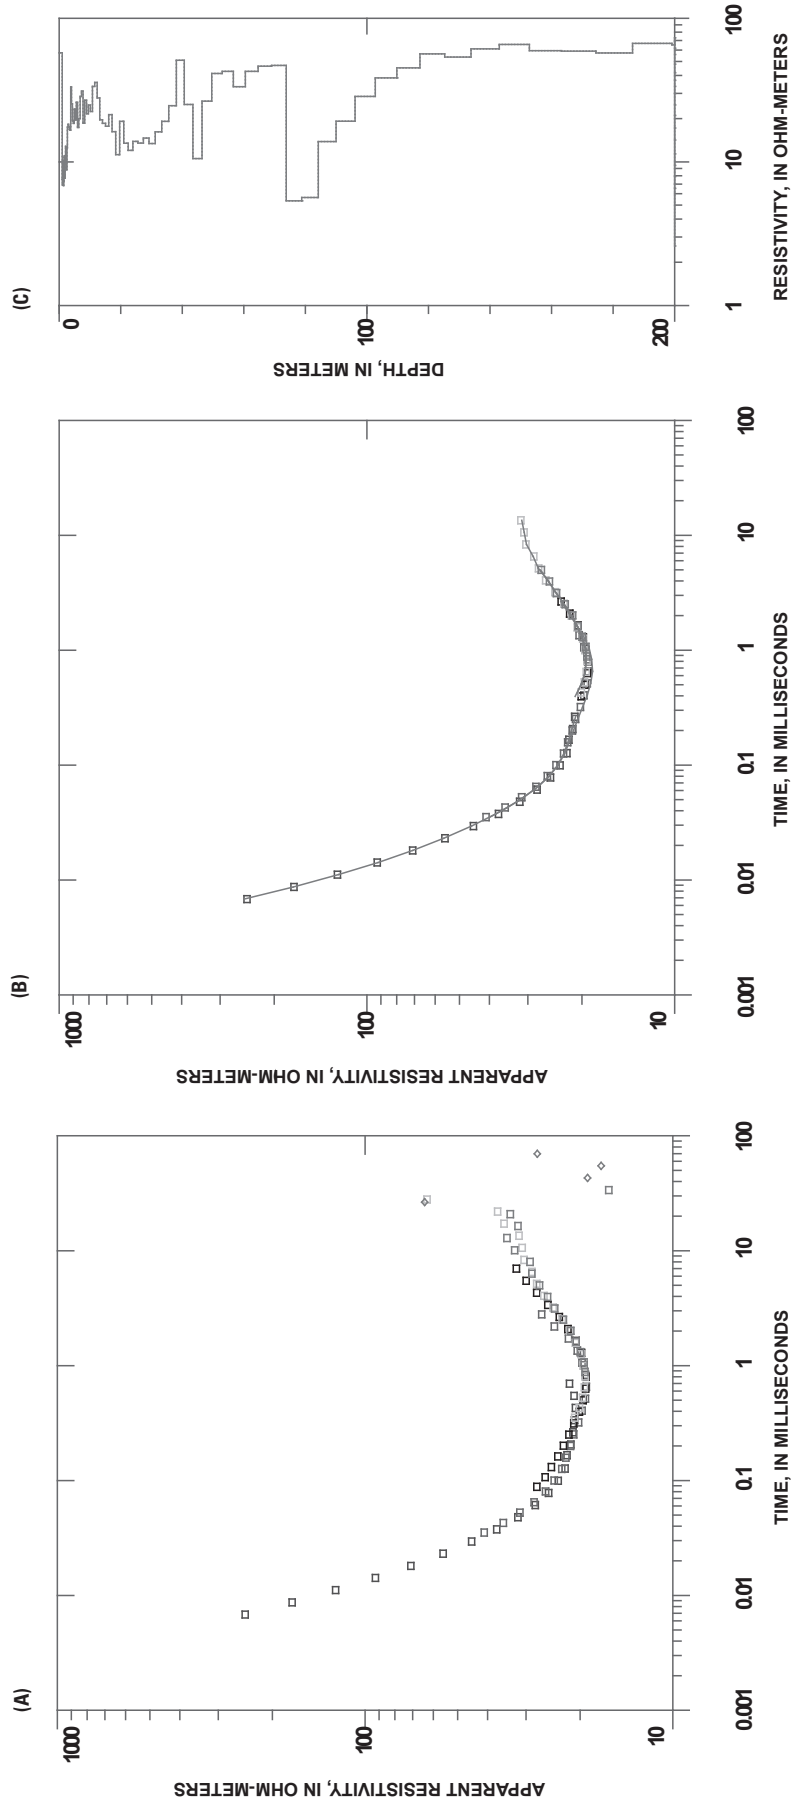 (A)
APPARENT RESISTIVITY, IN OHM-METERS
1000
100
10
0.001
0.01
0.1
1
10
100
TIME, IN MILLISECONDS
(B)
APPARENT RESISTIVITY, IN OHM-METERS
1000
100
10
0.001
0.01
0.1
1
10
100
TIME, IN MILLISECONDS
(C)
DEPTH, IN METERS
0
100
200
1
10
100
RESISTIVITY, IN OHM-METERS